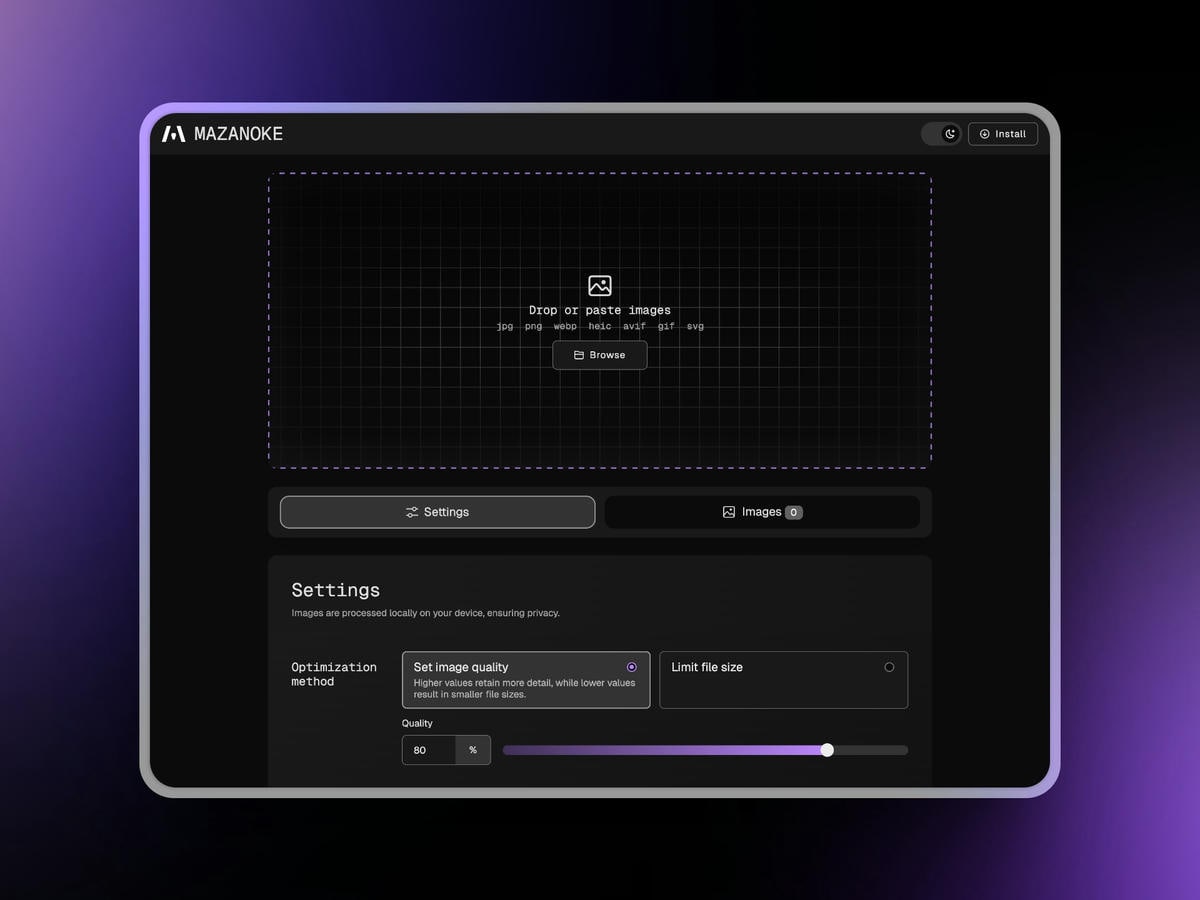 MAZANOKE
Install
Drop or paste images
jpg png webp heic avif gif svg
Browse
Settings
Images 0
Settings
Images are processed locally on your device, ensuring privacy.
Optimization
method
Set image quality
Higher values retain more detail, while lower values
result in smaller file sizes.
Limit file size
Quality
80 %